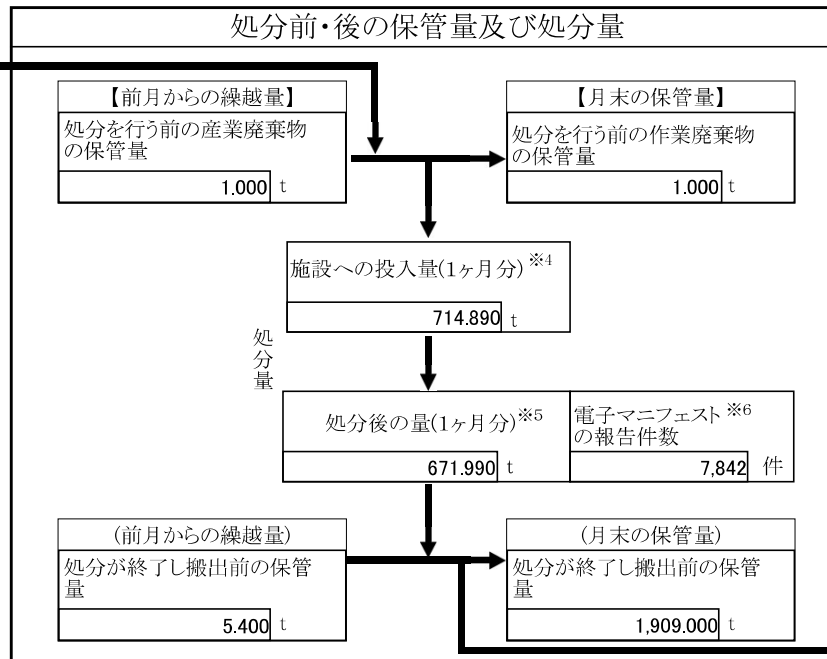 処分前・後の保管量及び処分量
【前月からの繰越量】
処分を行う前の産業廃棄物
の保管量
1.000 t
【月末の保管量】
処分を行う前の作業廃棄物
の保管量
1.000 t
施設への投入量(1ヶ月分)※4
714.890 t
処分量
処分後の量(1ヶ月分)※5
671.990 t
電子マニフェスト※6
の報告件数
7,842 件
(前月からの繰越量)
処分が終了し搬出前の保管
量
5.400 t
(月末の保管量)
処分が終了し搬出前の保管
量
1,909.000 t